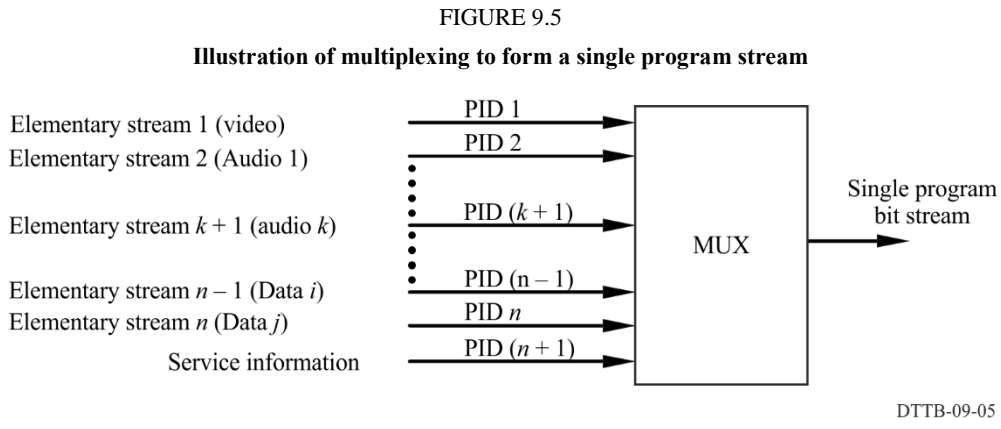 FIGURE 9.5
Illustration of multiplexing to form a single program stream
Elementary stream 1 (video)
PID 1
Elementary stream 2 (Audio 1)
PID 2
Elementary stream k + 1 (audio k)
PID (k + 1)
Elementary stream n – 1 (Data i)
PID (n – 1)
Elementary stream n (Data j)
PID n
Service information
PID (n + 1)
MUX
Single program
bit stream
DTTB-09-05